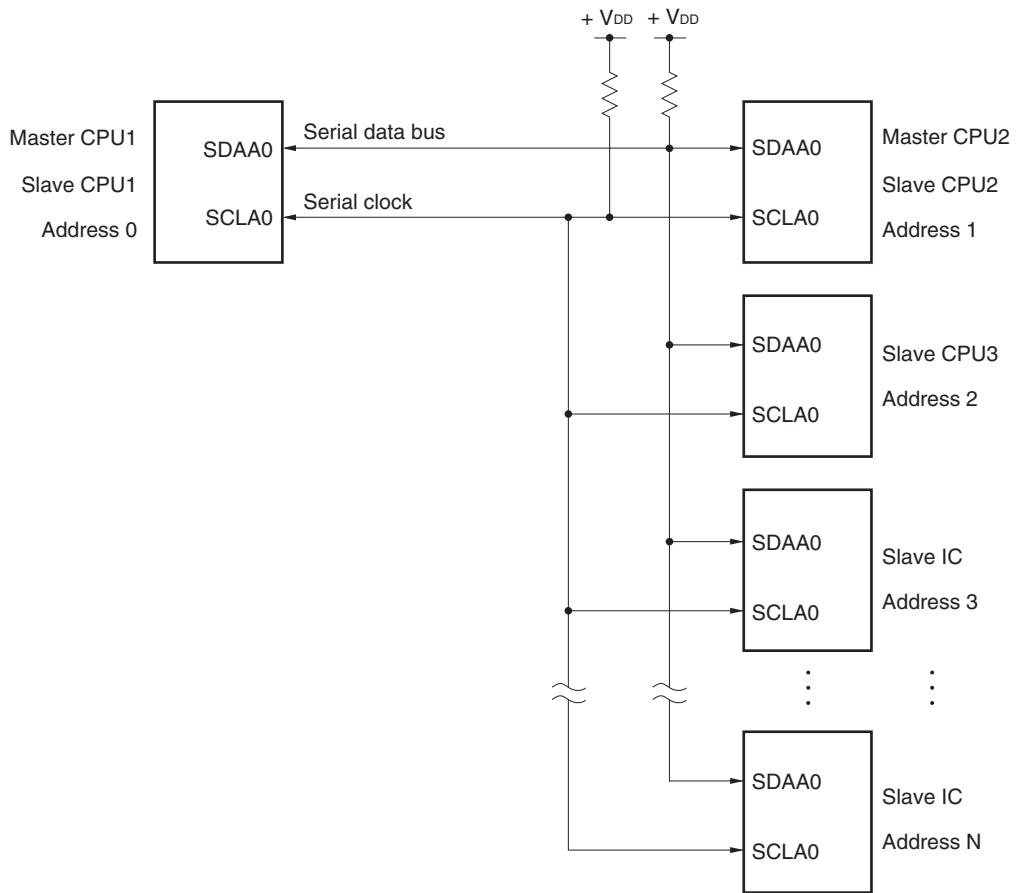 + VDD + VDD
Master CPU1
Slave CPU1
Address 0
SDAA0
SCLA0
Serial data bus
Serial clock
SDAA0
SCLA0
Master CPU2
Slave CPU2
Address 1
SDAA0
SCLA0
Slave CPU3
Address 2
SDAA0
SCLA0
Slave IC
Address 3
SDAA0
SCLA0
Slave IC
Address N